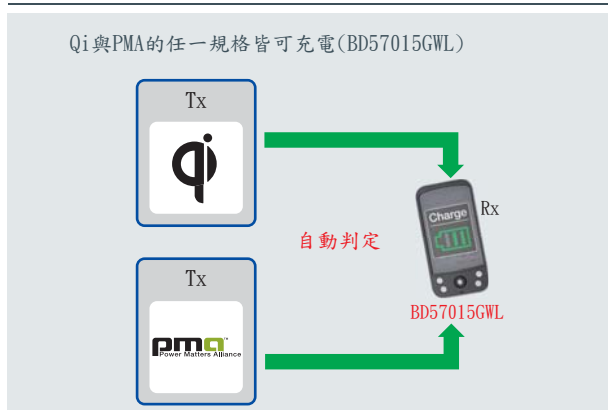 Qi與PMA的任一規格皆可充電(BD57015GWL)
Tx
qi
Charge
Rx
自動判定
BD57015GWL
Tx
pma™
Power Matters Alliance